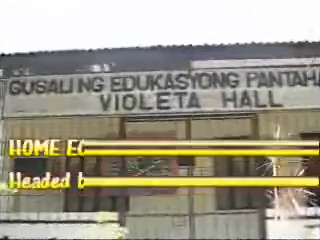 GUSALI NG EDUKASYONG PANTAHA
VIOLETA HALL
HOME EC
Headed b